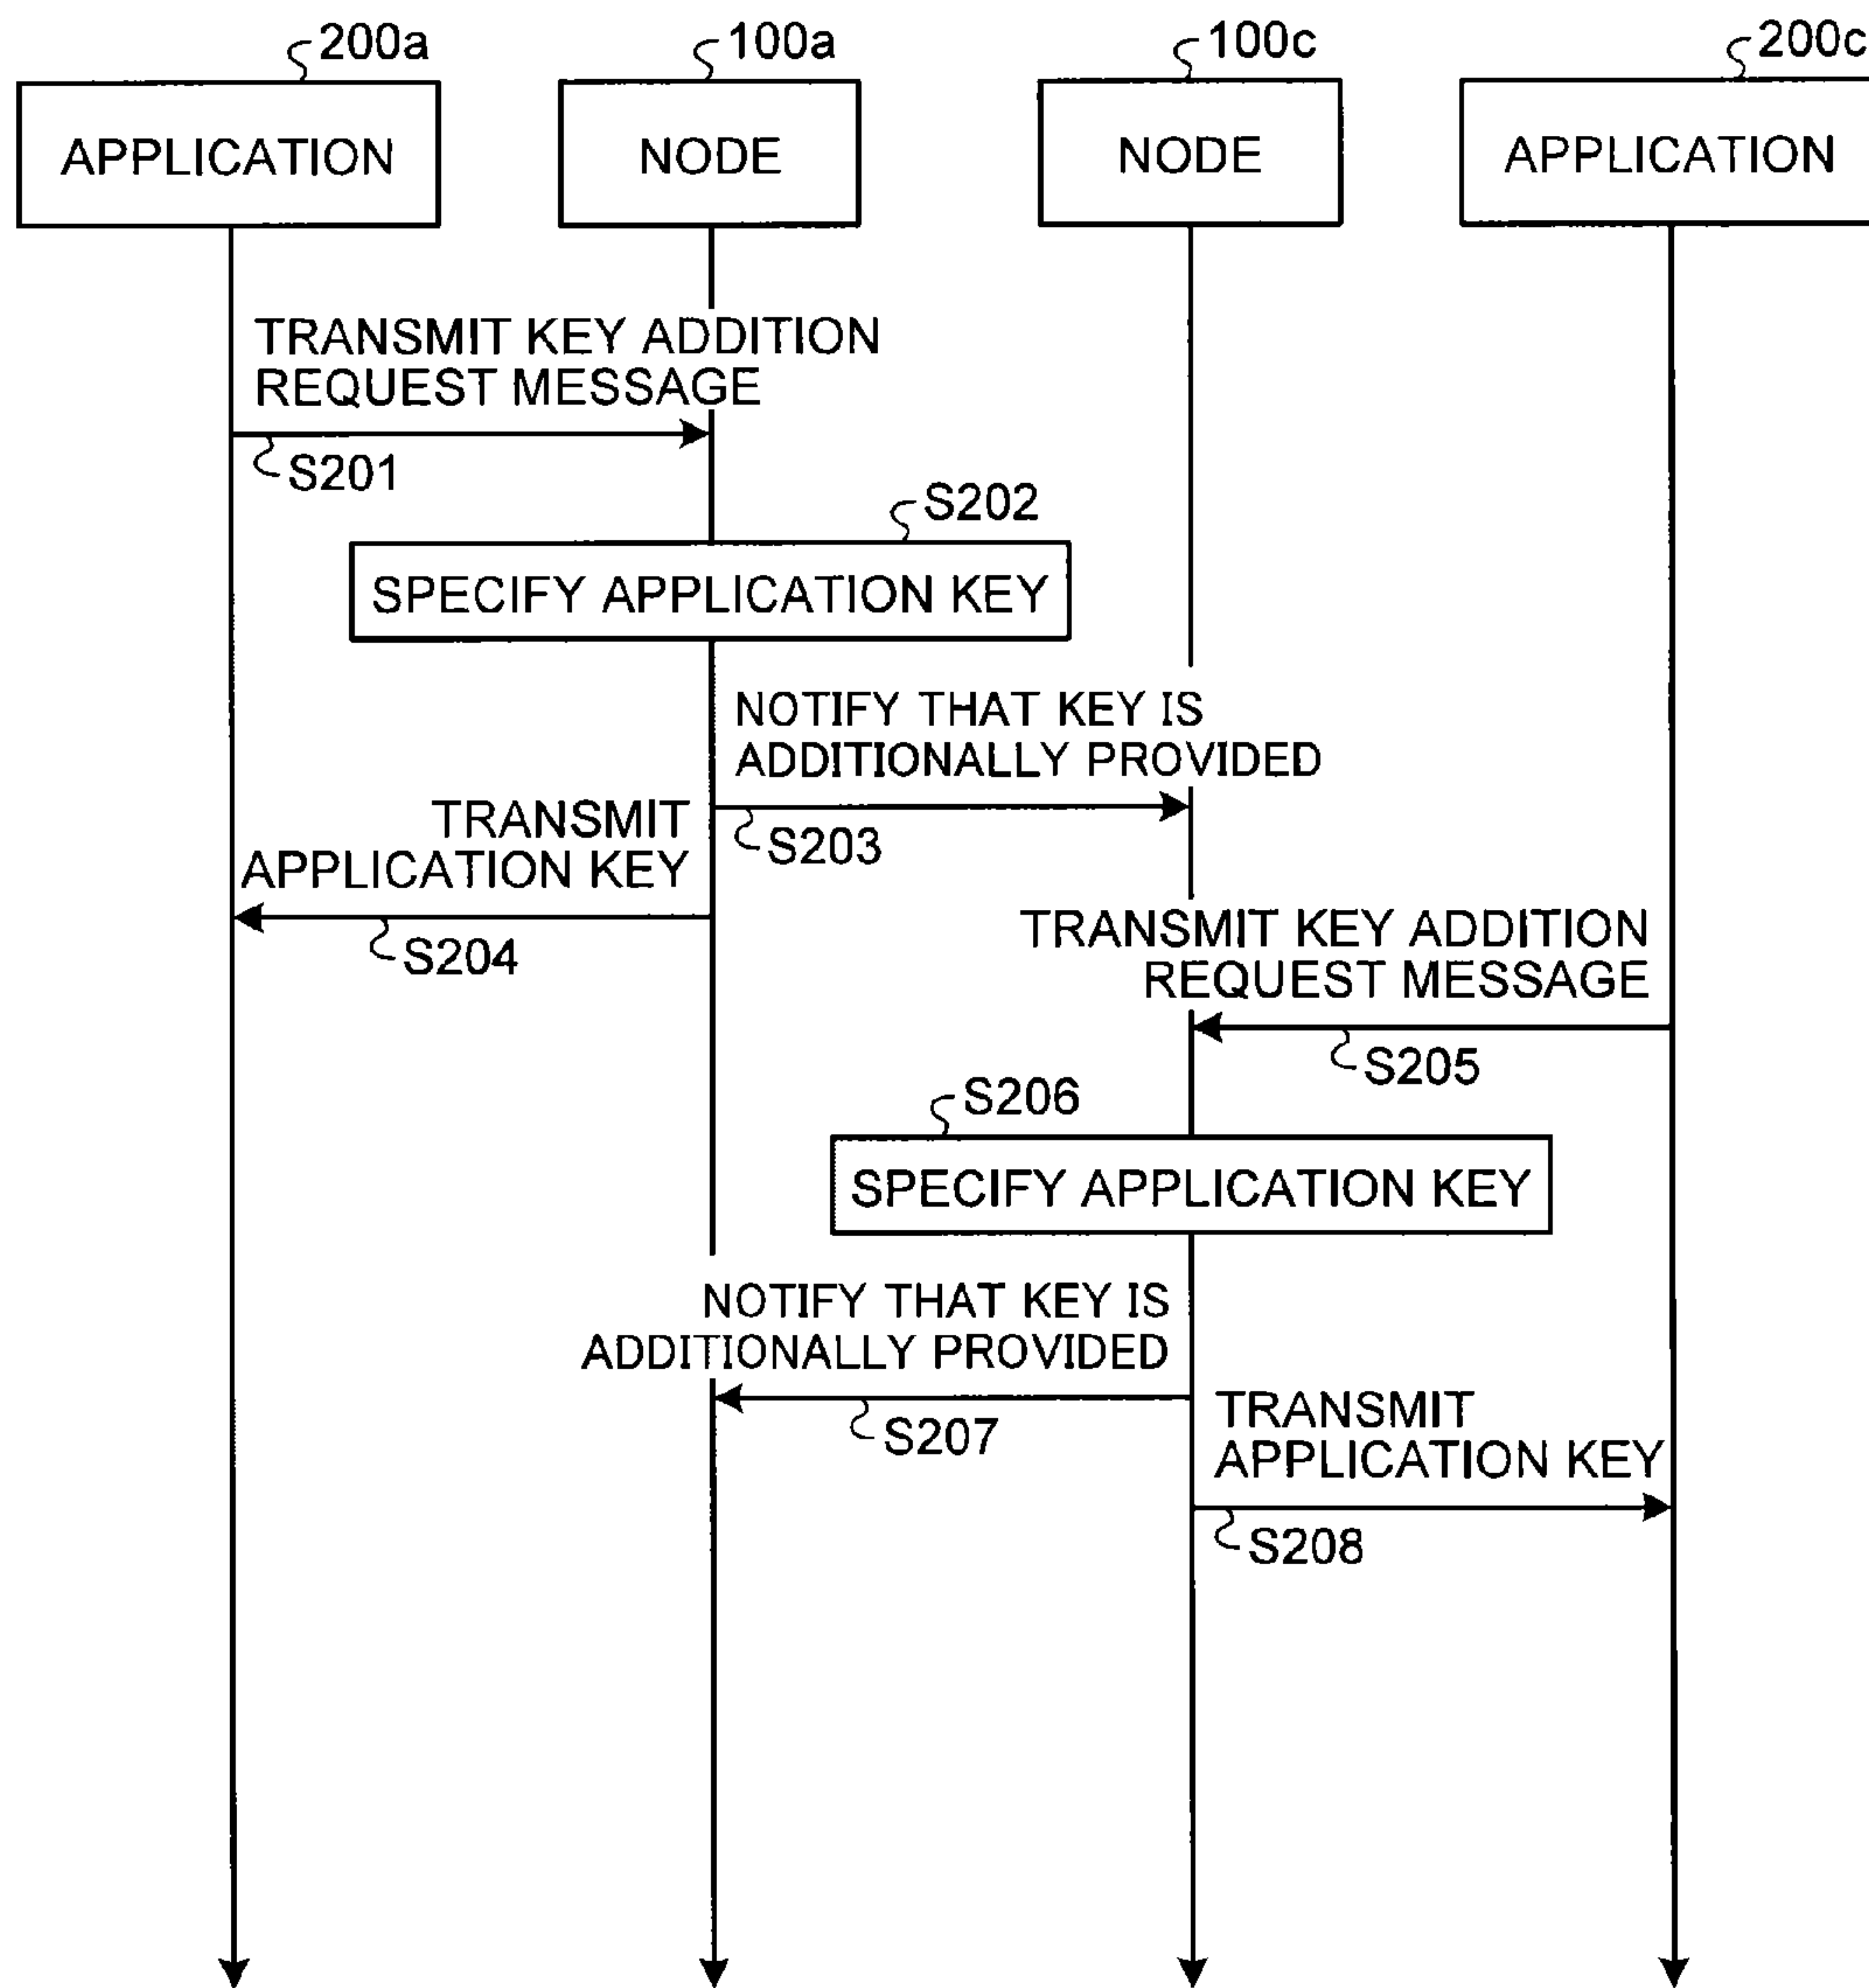 200a
100a
100c
200c
APPLICATION
NODE
NODE
APPLICATION
TRANSMIT KEY ADDITION
REQUEST MESSAGE
S201
S202
SPECIFY APPLICATION KEY
NOTIFY THAT KEY IS
ADDITIONALLY PROVIDED
S203
TRANSMIT
APPLICATION KEY
S204
TRANSMIT KEY ADDITION
REQUEST MESSAGE
S205
S206
SPECIFY APPLICATION KEY
NOTIFY THAT KEY IS
ADDITIONALLY PROVIDED
S207
TRANSMIT
APPLICATION KEY
S208